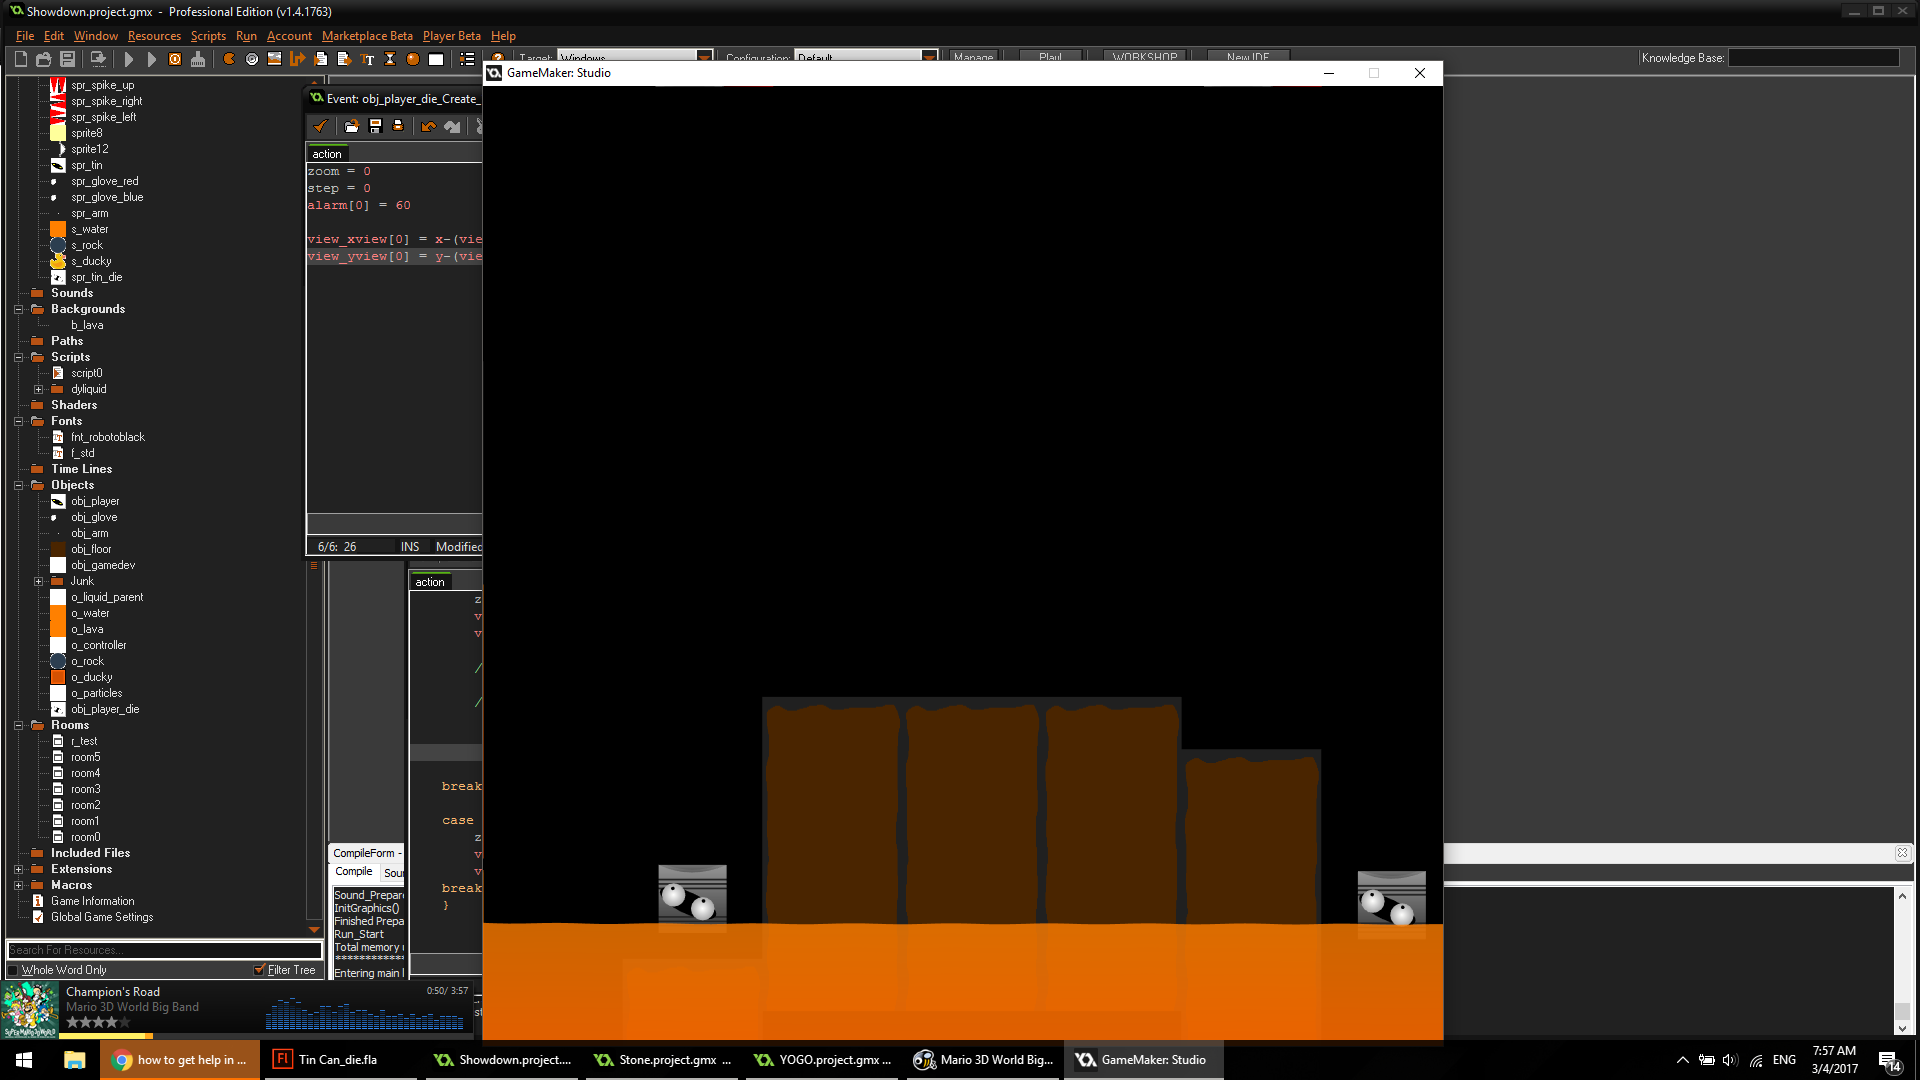 Showdown.project.gmx - Professional Edition (v1.4.1763)
File Edit Window Resources Scripts Run Account Marketplace Beta Player Beta Help
Target: Windows Configuration: Default Manage Play! WORKSHOP New IDE Knowledge Base:
GameMaker: Studio
spr_spike_up
spr_spike_right
spr_spike_left
sprite8
sprite12
spr_tin
spr_glove_red
spr_glove_blue
spr_arm
s_water
s_rock
s_ducky
spr_tin_die
Sounds
Backgrounds
b_lava
Paths
Scripts
script0
dyliquid
Shaders
Fonts
fnt_robotoblack
f_std
Time Lines
Objects
obj_player
obj_glove
obj_arm
obj_floor
obj_gamedev
Junk
o_liquid_parent
o_water
o_lava
o_controller
o_rock
o_ducky
o_particles
obj_player_die
Rooms
r_test
room5
room4
room3
room2
room1
room0
Included Files
Extensions
Macros
Game Information
Global Game Settings
Search For Resources...
Whole Word Only Filter Tree
Event: obj_player_die_Create_
action
zoom = 0
step = 0
alarm[0] = 60
view_xview[0] = x-(vie
view_yview[0] = y-(vie
6/6: 26 INS Modified
action
z
v
v
/
/
break
case
z
v
v
break
}
CompileForm -
Compile Sou
Sound_Prepare
InitGraphics()
Finished Prepa
Run_Start
Total memory u
************
Entering main l
Champion's Road 0:50/ 3:57
Mario 3D World Big Band
how to get help in ... Tin Can_die.fla Showdown.project.... Stone.project.gmx ... YOGO.project.gmx ... Mario 3D World Big... GameMaker: Studio ENG 7:57 AM
3/4/2017
14